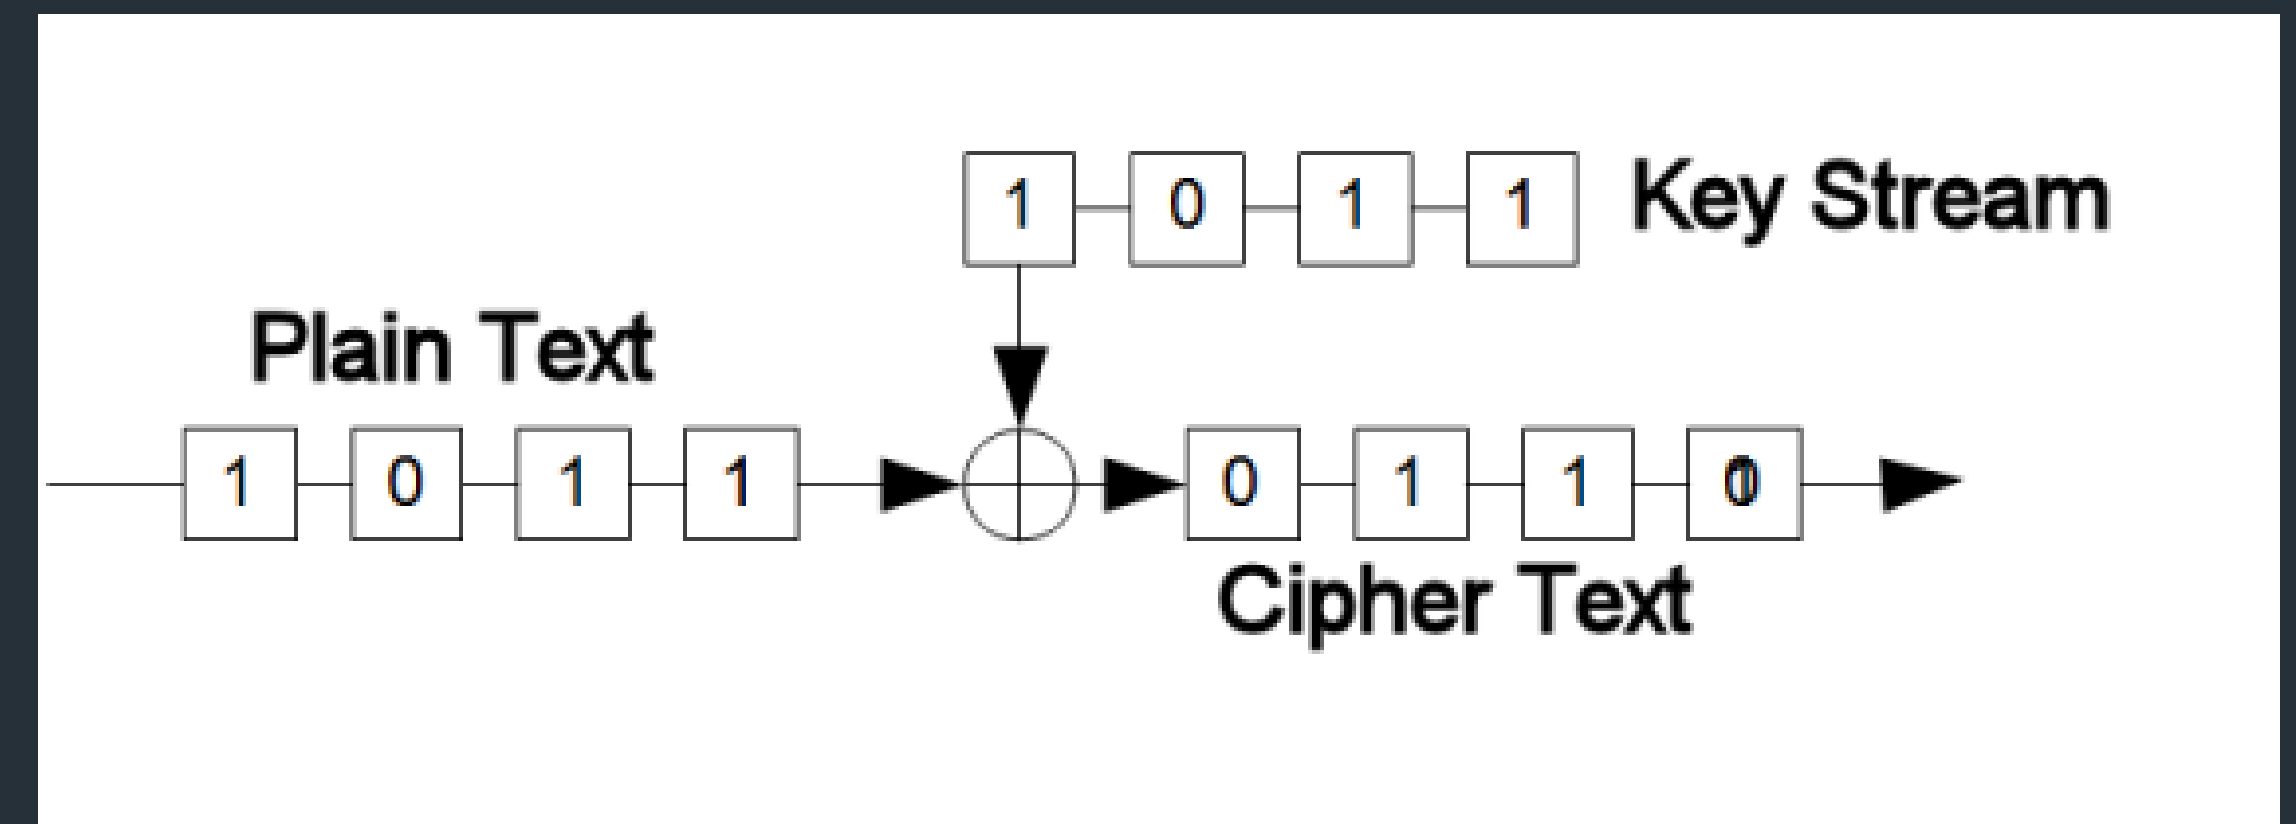 1 0 1 1 Key Stream
Plain Text
1 0 1 1 0 1 1
Cipher Text